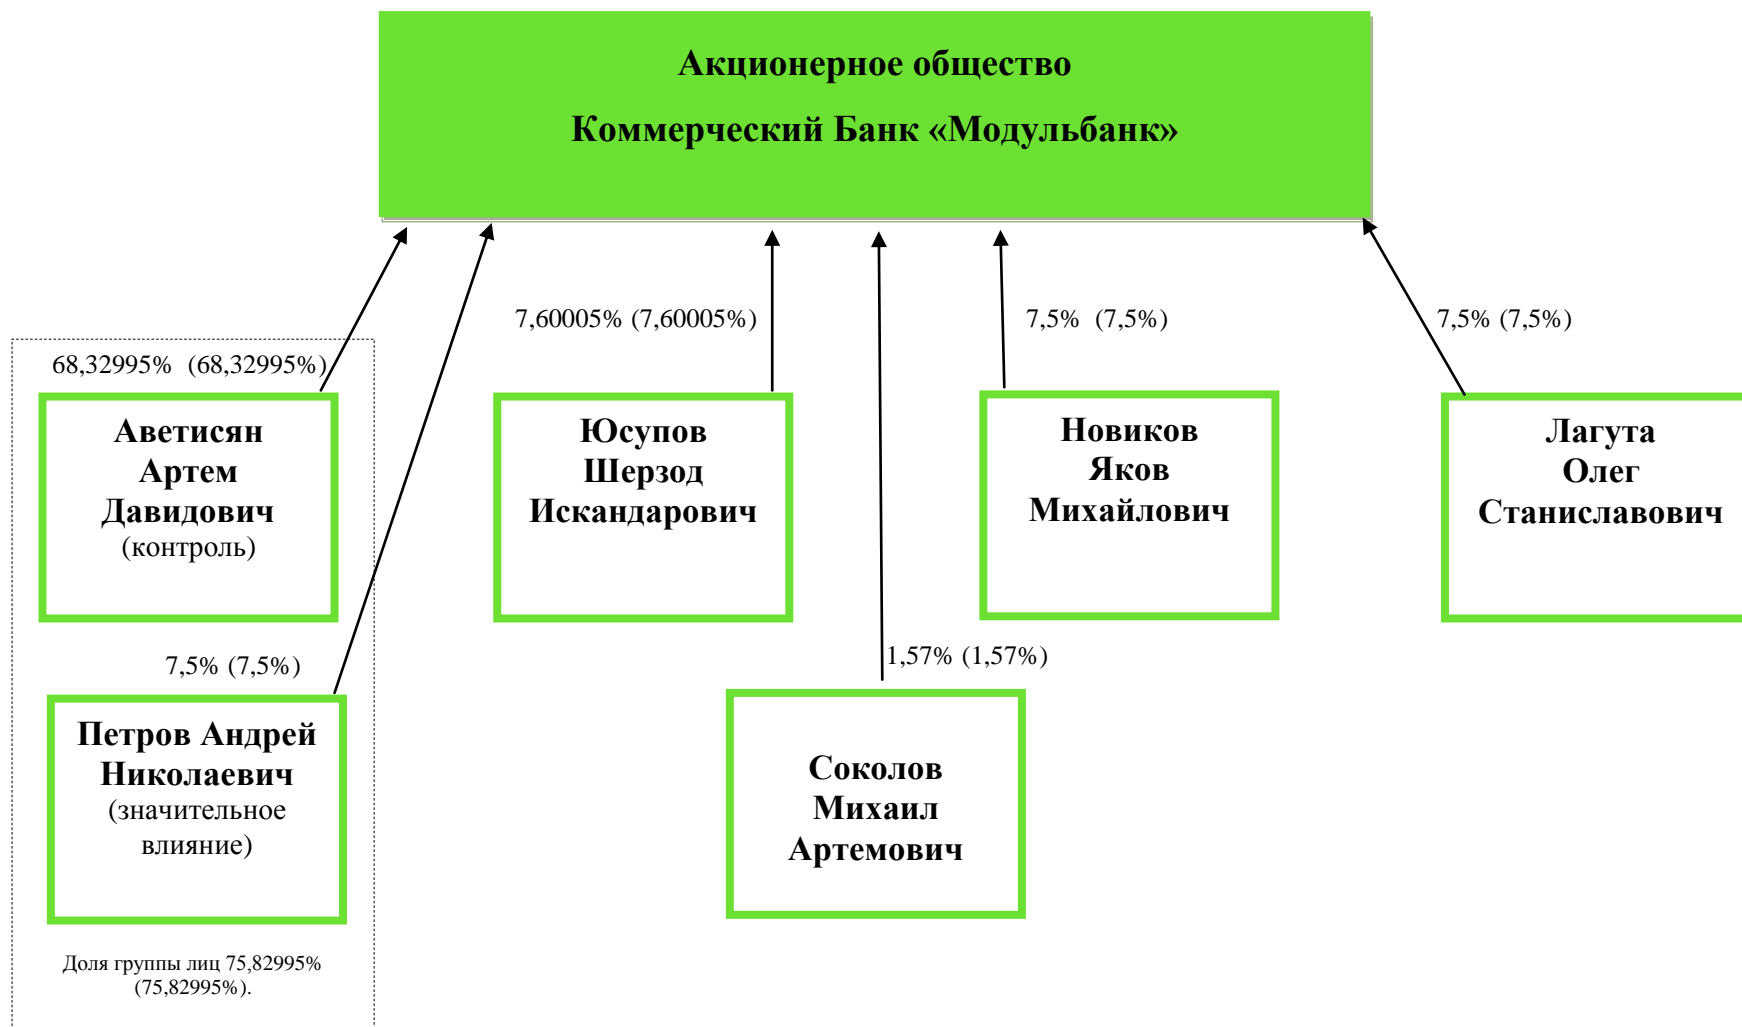 Акционерное общество
Коммерческий Банк «Модульбанк»
7,60005% (7,60005%)
7,5%  (7,5%)
7,5% (7,5%)
68,32995%  (68,32995%)
Аветисян
Артем
Давидович
(контроль)
Юсупов
Шерзод
Искандарович
Новиков
Яков
Михайлович
Лагута
Олег
Станиславович
7,5% (7,5%)
1,57% (1,57%)
Петров Андрей
Николаевич
(значительное
влияние)
Соколов
Михаил
Артемович
Доля группы лиц 75,82995%
(75,82995%).